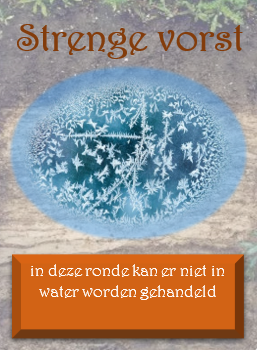 Strenge vorst
in deze ronde kan er niet in
water worden gehandeld